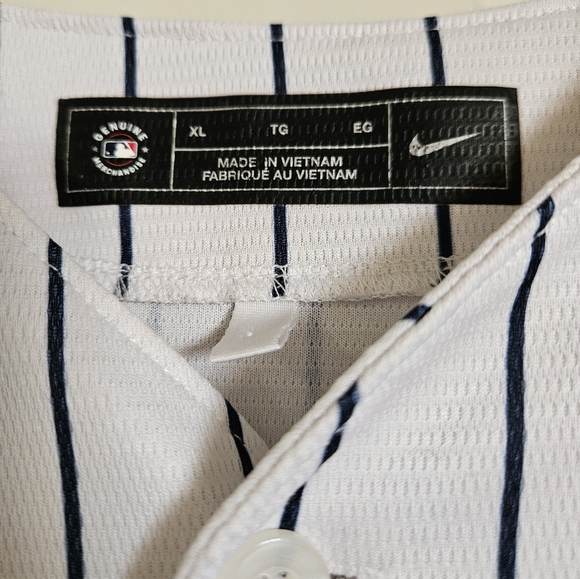 GENUINE
MERCHANDISE
XL TG EG
MADE IN VIETNAM
FABRIQUÉ AU VIETNAM